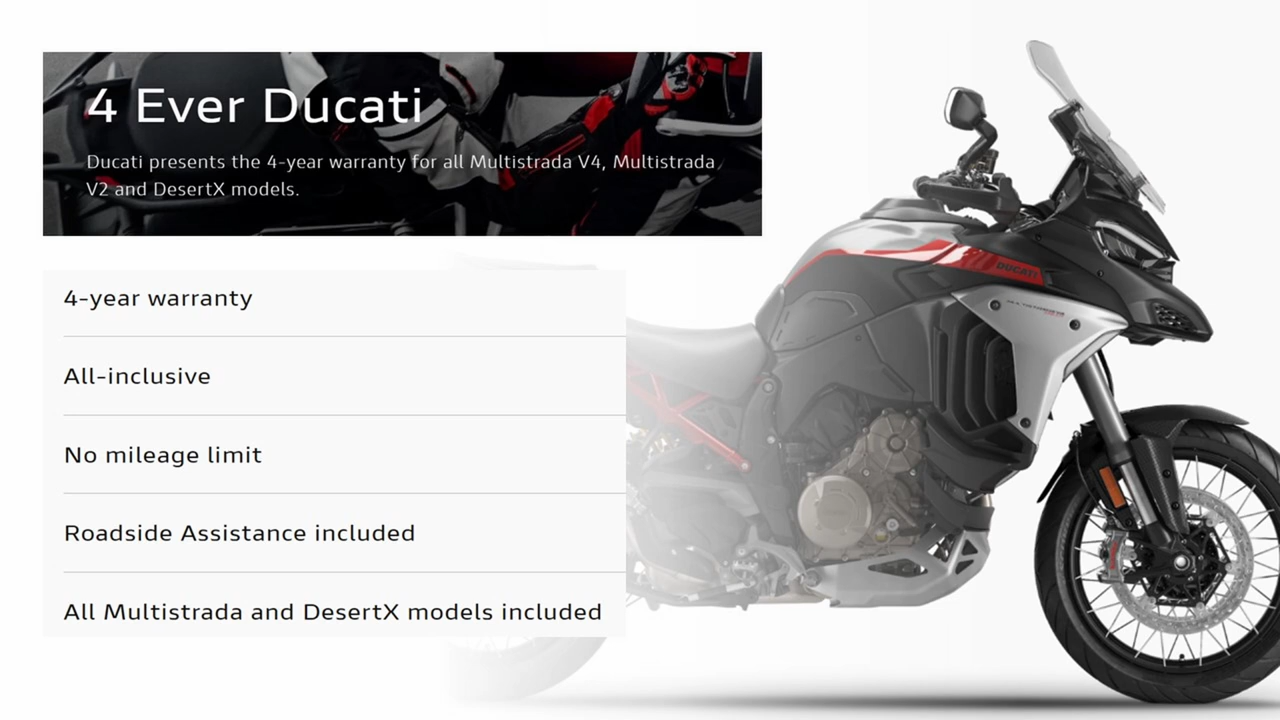 4 Ever Ducati
Ducati presents the 4-year warranty for all Multistrada V4, Multistrada
V2 and DesertX models.
4-year warranty
All-inclusive
No mileage limit
Roadside Assistance included
All Multistrada and DesertX models included
DUCATI